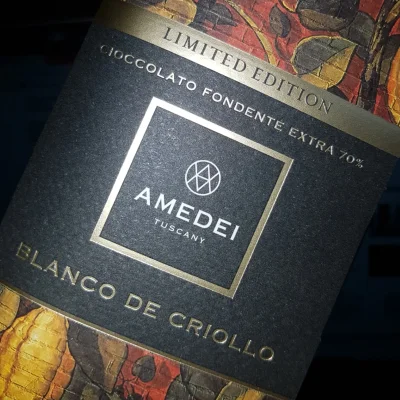 LIMITED EDITION
CIOCCOLATO FONDENTE EXTRA 70%
AMEDEI
TUSCANY
BLANCO DE CRIOLLO